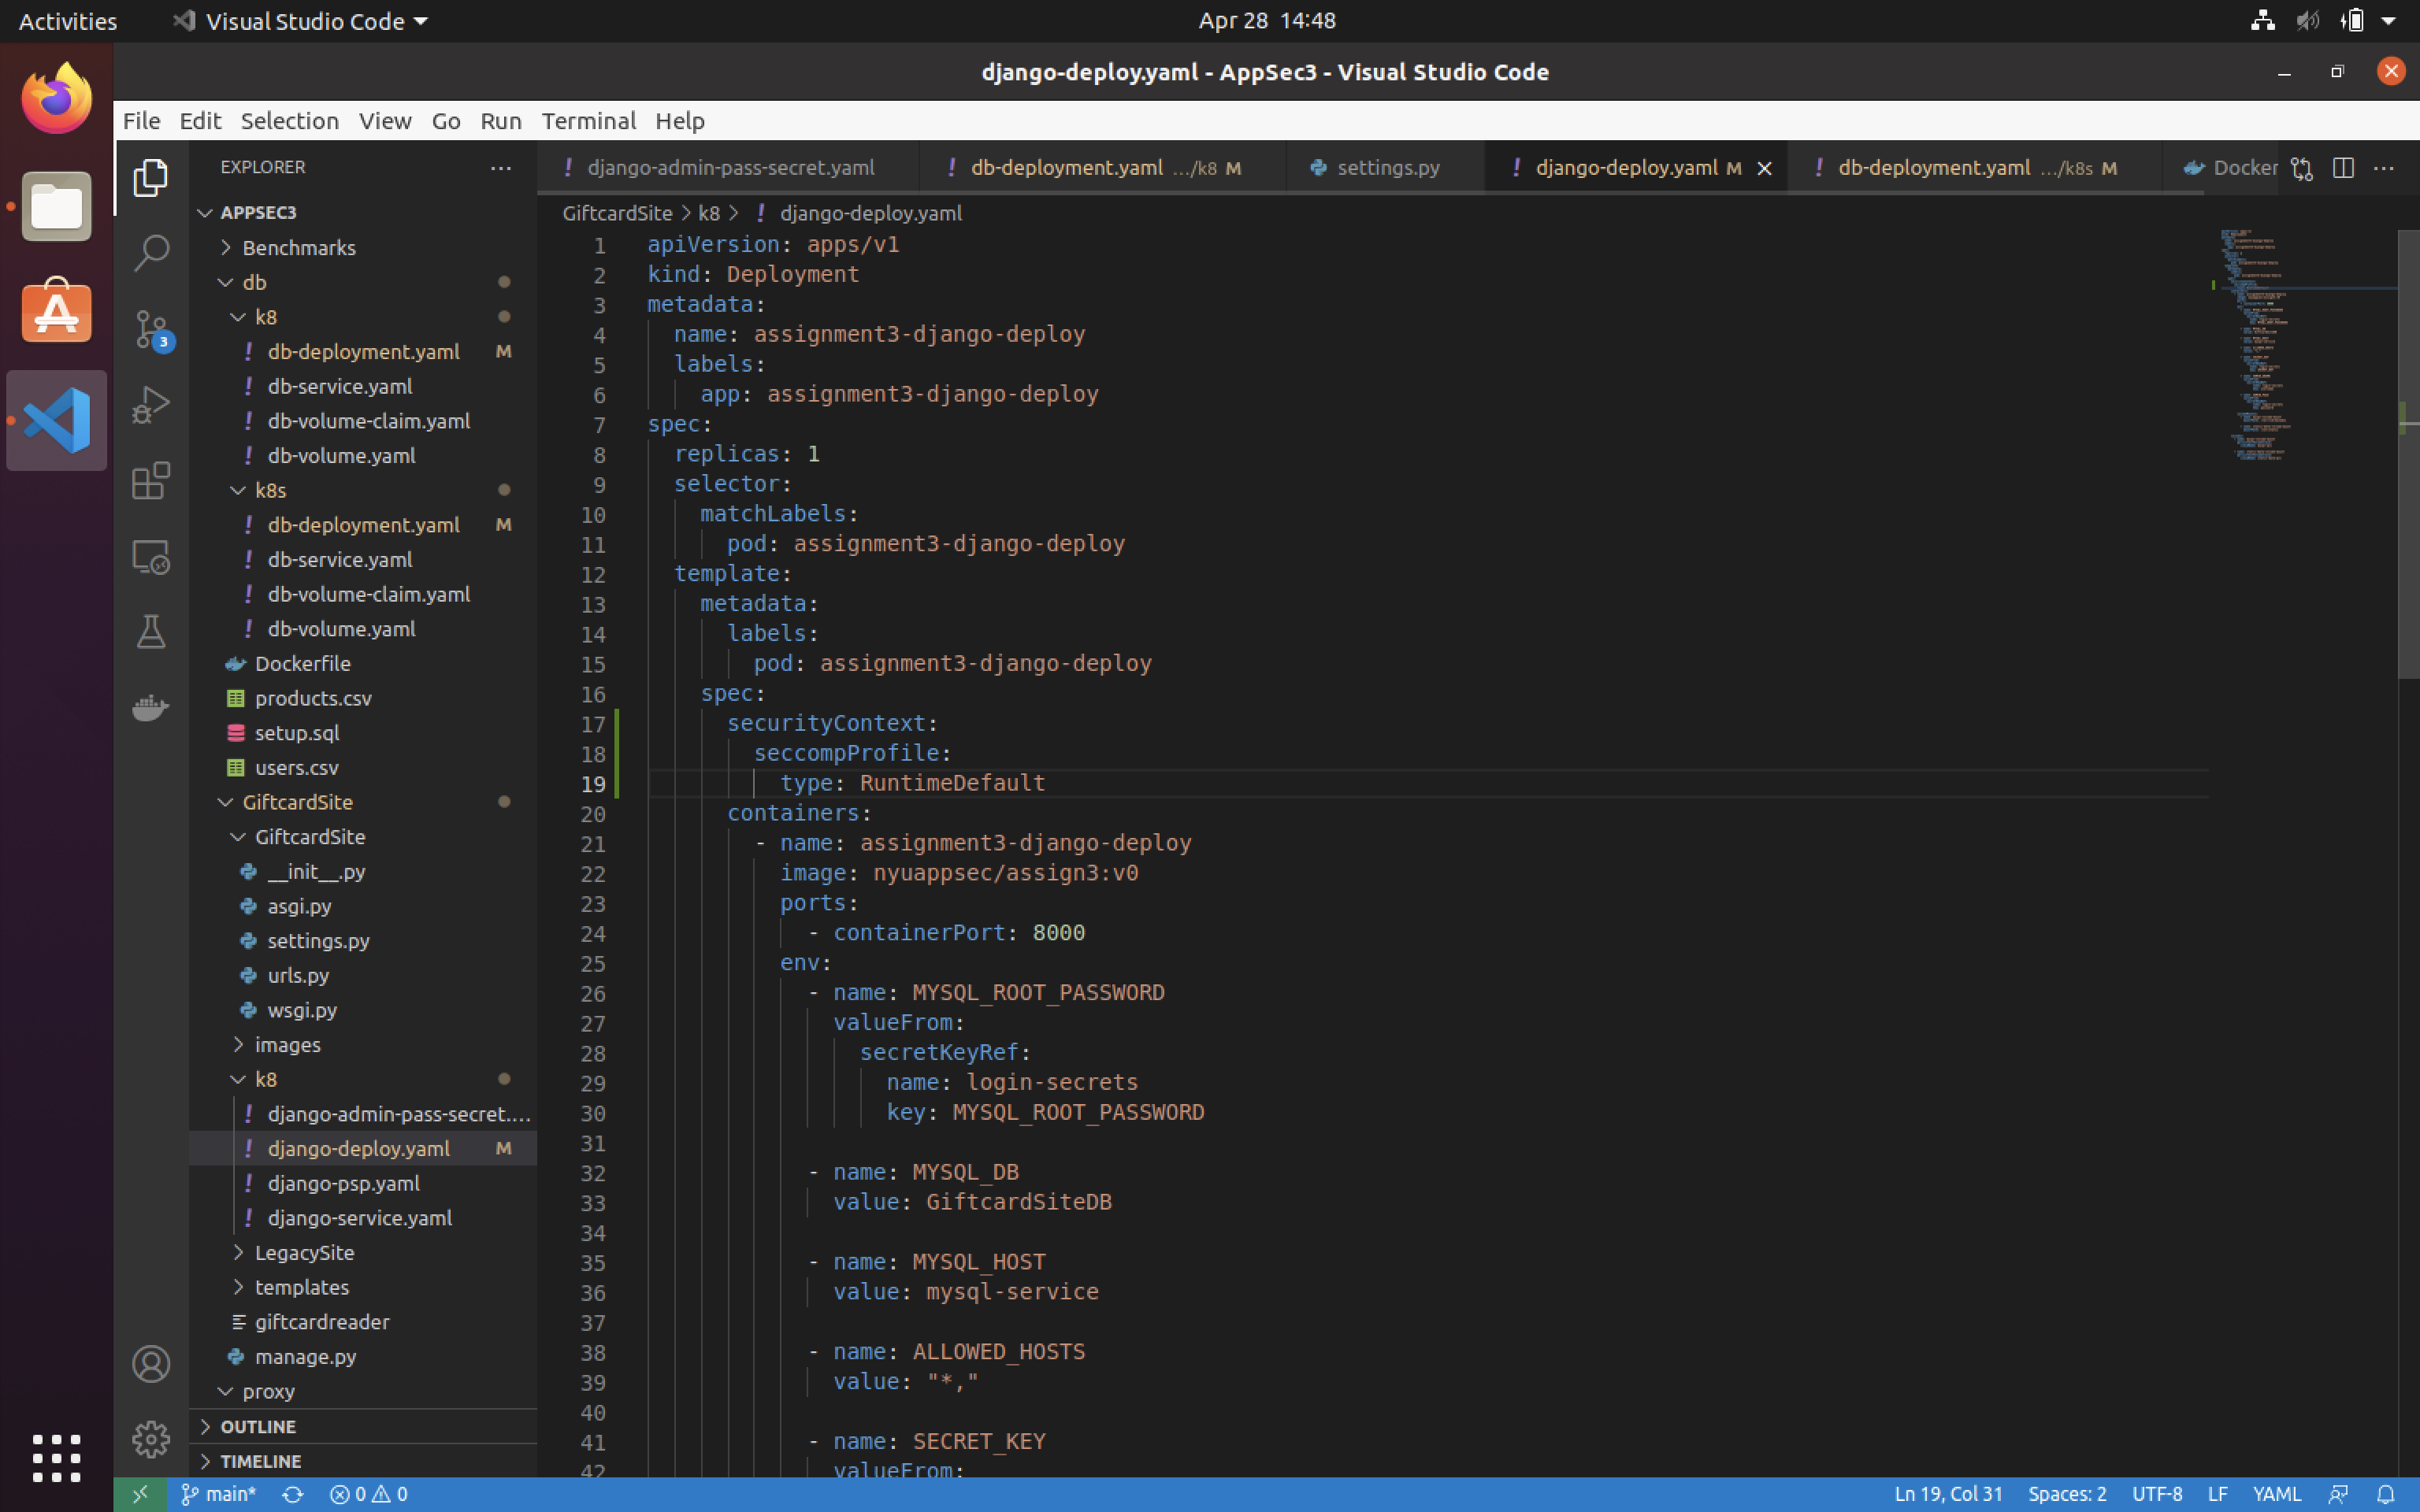 Activities
Visual Studio Code
Apr 28 14:48
django-deploy.yaml - AppSec3 - Visual Studio Code
File Edit Selection View Go Run Terminal Help
EXPLORER
APPSEC3
Benchmarks
db
k8
! db-deployment.yaml M
! db-service.yaml
! db-volume-claim.yaml
! db-volume.yaml
k8s
! db-deployment.yaml M
! db-service.yaml
! db-volume-claim.yaml
! db-volume.yaml
Dockerfile
products.csv
setup.sql
users.csv
GiftcardSite
GiftcardSite
__init__.py
asgi.py
settings.py
urls.py
wsgi.py
images
k8
! django-admin-pass-secret....
! django-deploy.yaml M
! django-psp.yaml
! django-service.yaml
LegacySite
templates
giftcardreader
manage.py
proxy
OUTLINE
TIMELINE
3
! django-admin-pass-secret.yaml
! db-deployment.yaml .../k8 M
settings.py
! django-deploy.yaml M
! db-deployment.yaml .../k8s M
Docker
GiftcardSite > k8 > ! django-deploy.yaml
1 apiVersion: apps/v1
2 kind: Deployment
3 metadata:
4 name: assignment3-django-deploy
5 labels:
6 app: assignment3-django-deploy
7 spec:
8 replicas: 1
9 selector:
10 matchLabels:
11 pod: assignment3-django-deploy
12 template:
13 metadata:
14 labels:
15 pod: assignment3-django-deploy
16 spec:
17 securityContext:
18 seccompProfile:
19 type: RuntimeDefault
20 containers:
21 - name: assignment3-django-deploy
22 image: nyuappsec/assign3:v0
23 ports:
24 - containerPort: 8000
25 env:
26 - name: MYSQL_ROOT_PASSWORD
27 valueFrom:
28 secretKeyRef:
29 name: login-secrets
30 key: MYSQL_ROOT_PASSWORD
31
32 - name: MYSQL_DB
33 value: GiftcardSiteDB
34
35 - name: MYSQL_HOST
36 value: mysql-service
37
38 - name: ALLOWED_HOSTS
39 value: "*,"
40
41 - name: SECRET_KEY
42 valueFrom:
main* 0 0
Ln 19, Col 31 Spaces: 2 UTF-8 LF YAML